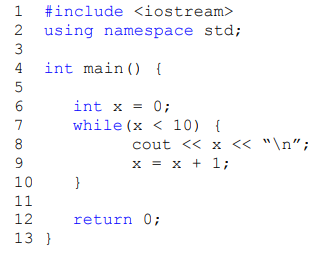 1 #include <iostream>
2 using namespace std;
3
4 int main() {
5
6 int x = 0;
7 while(x < 10) {
8 cout << x << “\n”;
9 x = x + 1;
10 }
11
12 return 0;
13 }